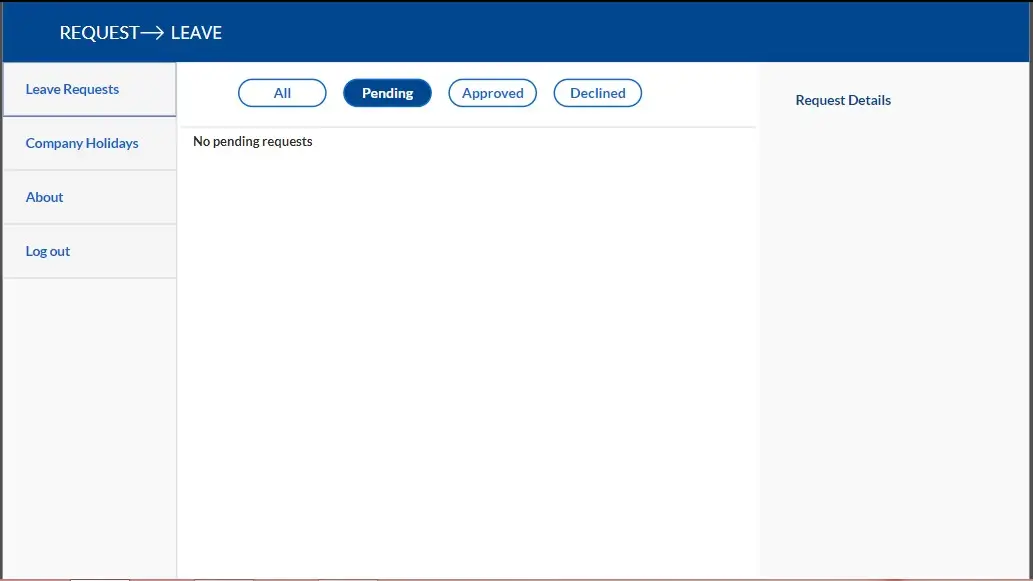 REQUEST→ LEAVE
Leave Requests
Company Holidays
About
Log out
All
Pending
Approved
Declined
No pending requests
Request Details